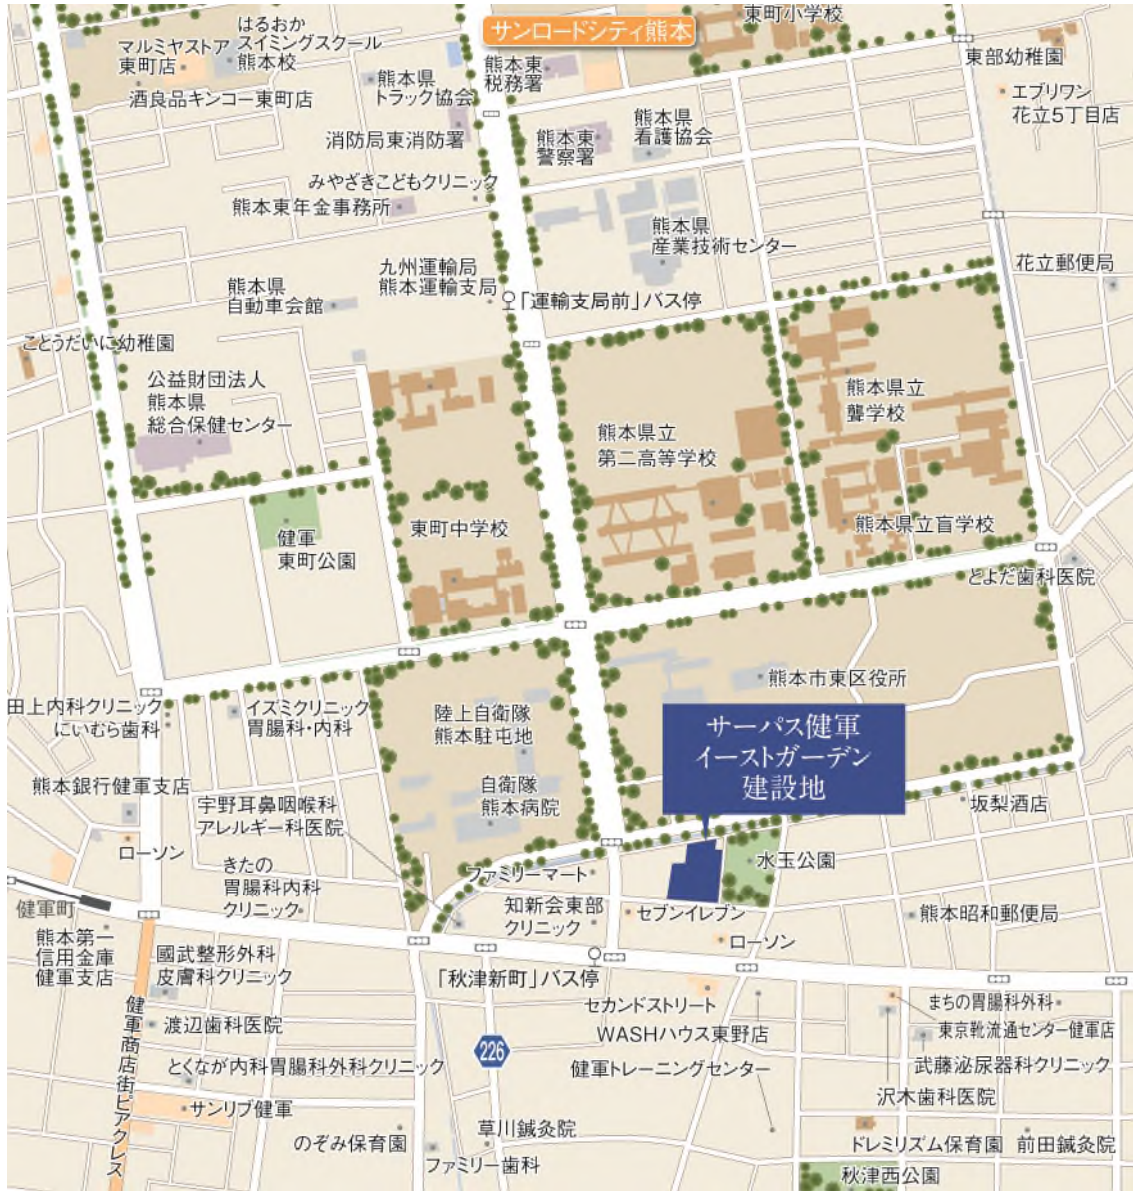 サンロードシティ熊本
東町小学校
はるおか
スイミングスクール
熊本校
マルミヤストア
東町店
酒良品キンコー東町店
熊本県
トラック協会
熊本東
税務署
東部幼稚園
エブリワン
花立5丁目店
消防局東消防署
熊本東
警察署
熊本県
看護協会
みやざきこどもクリニック
熊本東年金事務所
熊本県
産業技術センター
九州運輸局
熊本運輸支局
花立郵便局
熊本県
自動車会館
「運輸支局前」バス停
ことうだいに幼稚園
公益財団法人
熊本県
総合保健センター
熊本県立
聾学校
熊本県立
第二高等学校
東町中学校
熊本県立盲学校
健軍
東町公園
とよだ歯科医院
熊本市東区役所
田上内科クリニック
にいむら歯科
イズミクリニック
胃腸科・内科
陸上自衛隊
熊本駐屯地
サーパス健軍
イーストガーデン
建設地
自衛隊
熊本病院
熊本銀行健軍支店
宇野耳鼻咽喉科
アレルギー科医院
坂梨酒店
ローソン
きたの
胃腸科内科
クリニック
ファミリーマート
水玉公園
健軍町
知新会東部
クリニック
セブンイレブン
熊本昭和郵便局
ローソン
熊本第一
信用金庫
健軍支店
國武整形外科
皮膚科クリニック
「秋津新町」バス停
セカンドストリート
まちの胃腸科外科
健軍商店街ピアクレス
渡辺歯科医院
WASHハウス東野店
東京靴流通センター健軍店
226
とくなが内科胃腸科外科クリニック
健軍トレーニングセンター
武藤泌尿器科クリニック
沢木歯科医院
サンリブ健軍
のぞみ保育園
草川鍼灸院
ファミリー歯科
ドレミリズム保育園
前田鍼灸院
秋津西公園